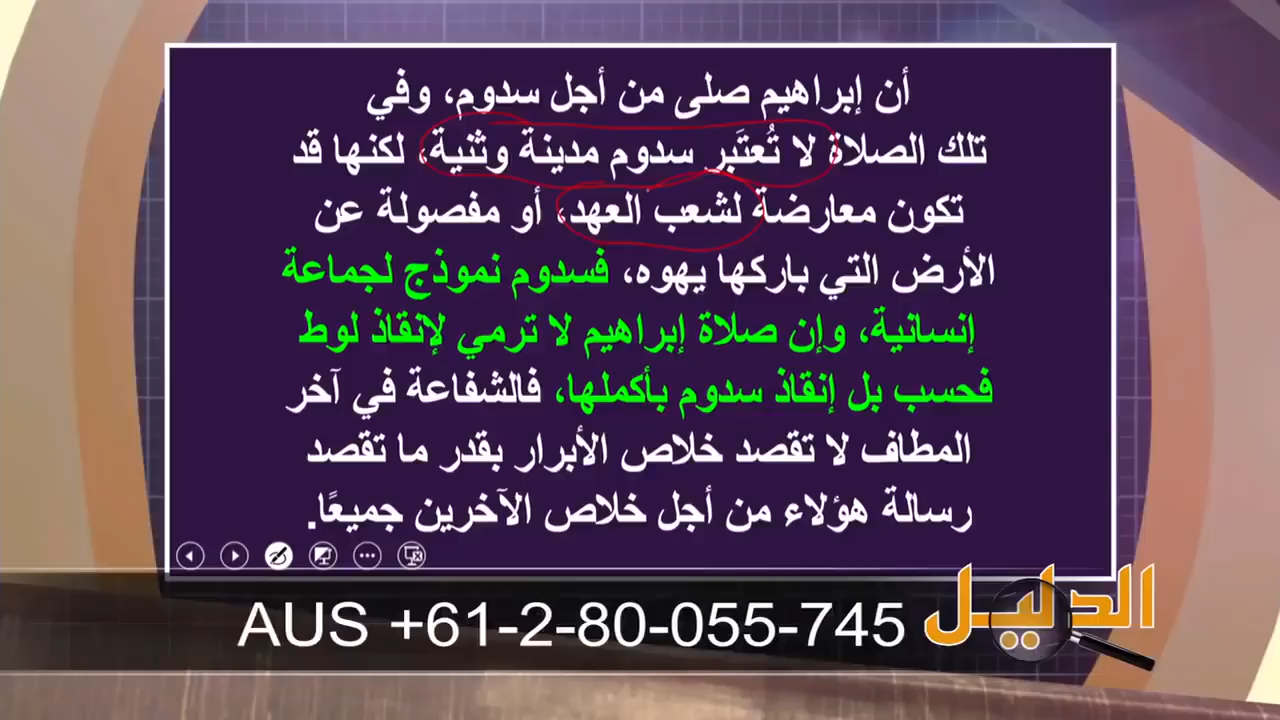 أن إبراهيم صلى من أجل سدوم، وفي
تلك الصلاة لا تُعتَبر سدوم مدينة وثنية، لكنها قد
تكون معارضة لشعب العهد، أو مفصولة عن
الأرض التي باركها يهوه، فسدوم نموذج لجماعة
إنسانية، وإن صلاة إبراهيم لا ترمي لإنقاذ لوط
فحسب بل إنقاذ سدوم بأكملها، فالشفاعة في آخر
المطاف لا تقصد خلاص الأبرار بقدر ما تقصد
رسالة هؤلاء من أجل خلاص الآخرين جميعًا.
AUS +61-2-80-055-745
الدليل